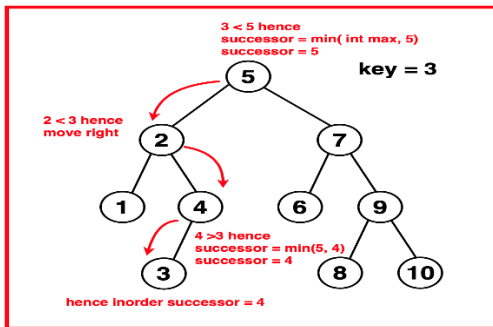 3 < 5 hence
successor = min( int max, 5)
successor = 5
5
key = 3
2 < 3 hence
move right
2
7
1
4
6
9
4 >3 hence
successor = min(5, 4)
successor = 4
3
8
10
hence inorder successor = 4